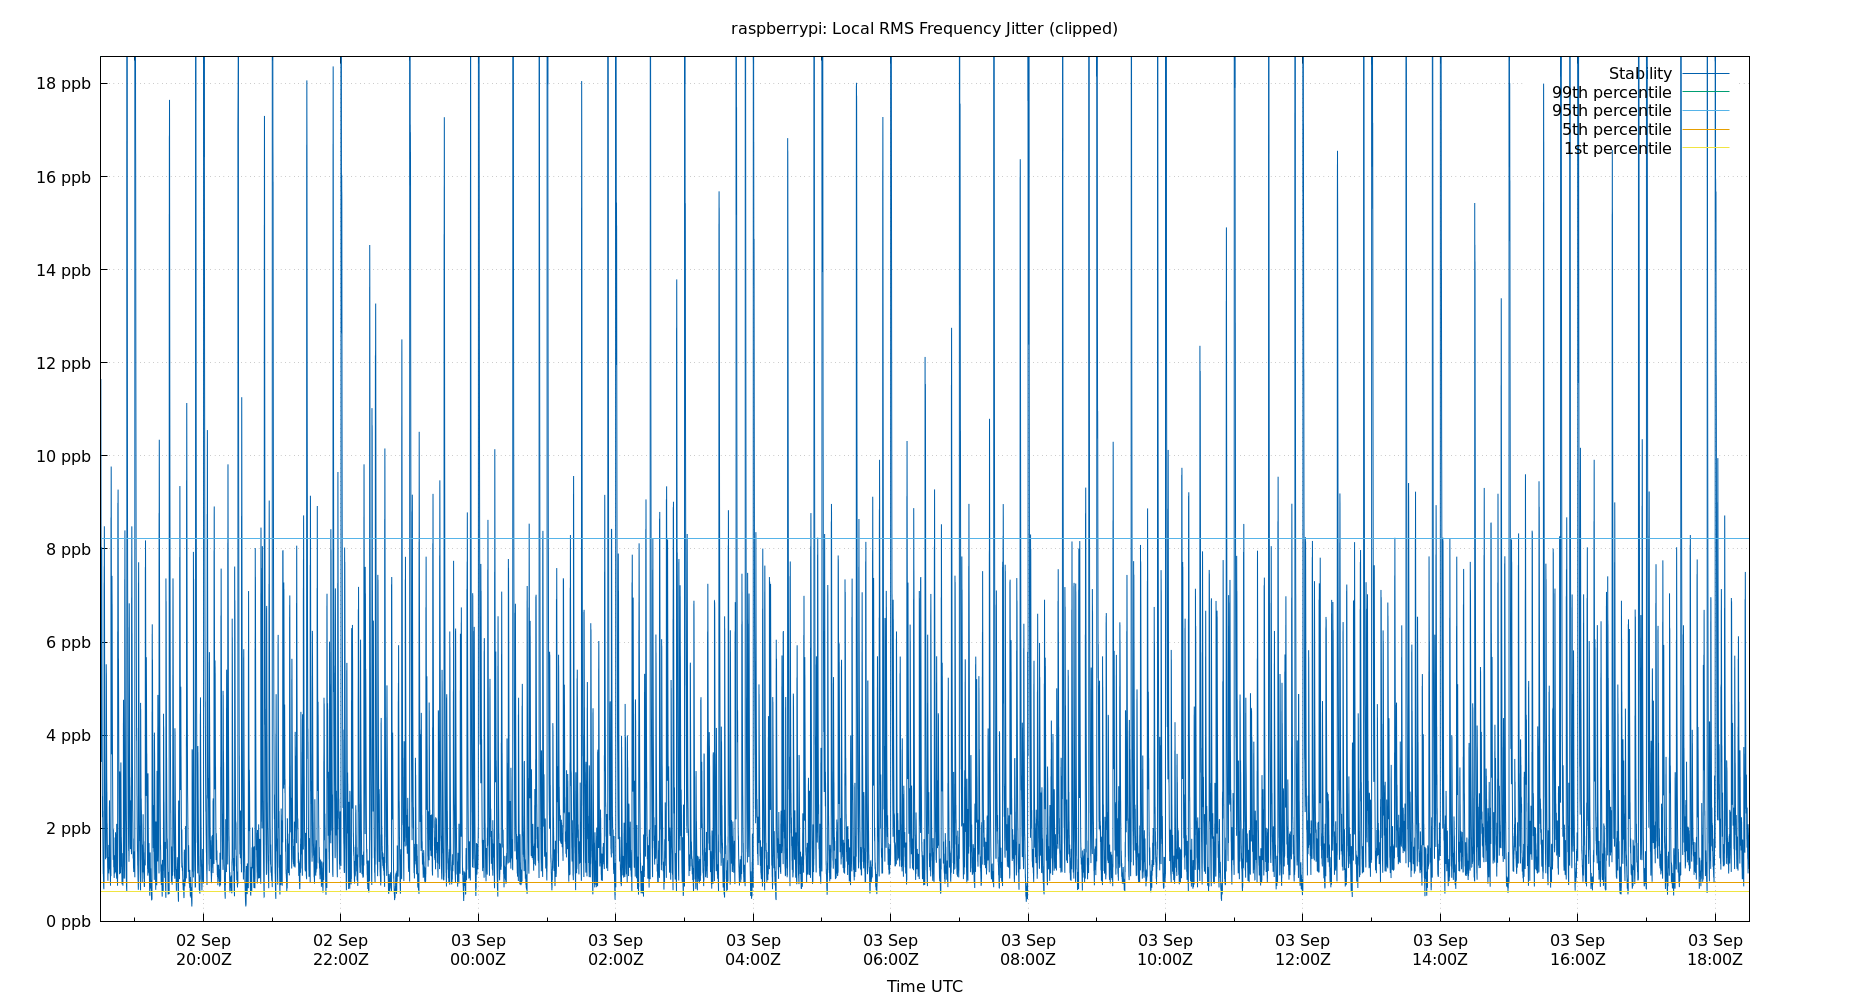 raspberrypi: Local RMS Frequency Jitter (clipped)
18 ppb
16 ppb
14 ppb
12 ppb
10 ppb
8 ppb
6 ppb
4 ppb
2 ppb
0 ppb
Stability
99th percentile
95th percentile
5th percentile
1st percentile
02 Sep 02 Sep 03 Sep 03 Sep 03 Sep 03 Sep 03 Sep 03 Sep 03 Sep 03 Sep 03 Sep 03 Sep
20:00Z 22:00Z 00:00Z 02:00Z 04:00Z 06:00Z 08:00Z 10:00Z 12:00Z 14:00Z 16:00Z 18:00Z
Time UTC